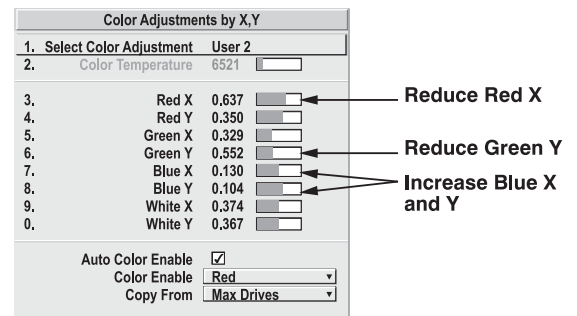 Color Adjustments by X,Y
1. Select Color Adjustment User 2
2. Color Temperature 6521
3. Red X 0.637
4. Red Y 0.350
5. Green X 0.329
6. Green Y 0.552
7. Blue X 0.130
8. Blue Y 0.104
9. White X 0.374
0. White Y 0.367
Auto Color Enable
Color Enable Red
Copy From Max Drives
Reduce Red X
Reduce Green Y
Increase Blue X
and Y